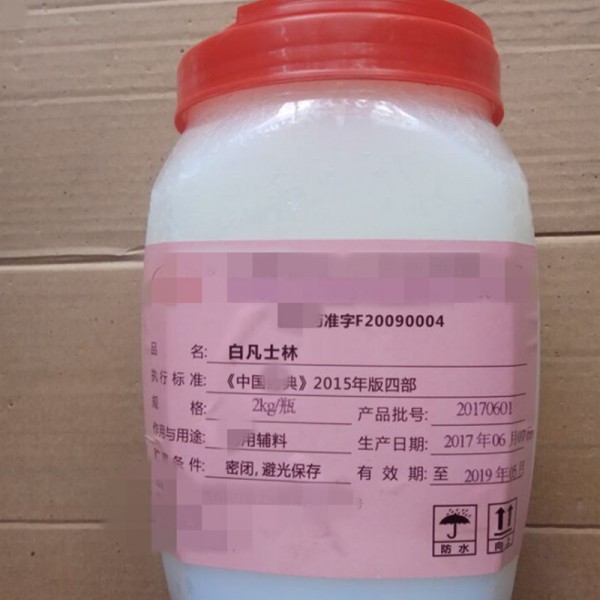 准字F20090004
品 名: 白凡士林
执行标准: 《中国 典》2015年版四部
规 格: 2kg/瓶 产品批号: 20170601
作用与用途: 用辅料 生产日期: 2017年06月
条件: 密闭,避光保存 有效期:至 2019年05月
防水 向上